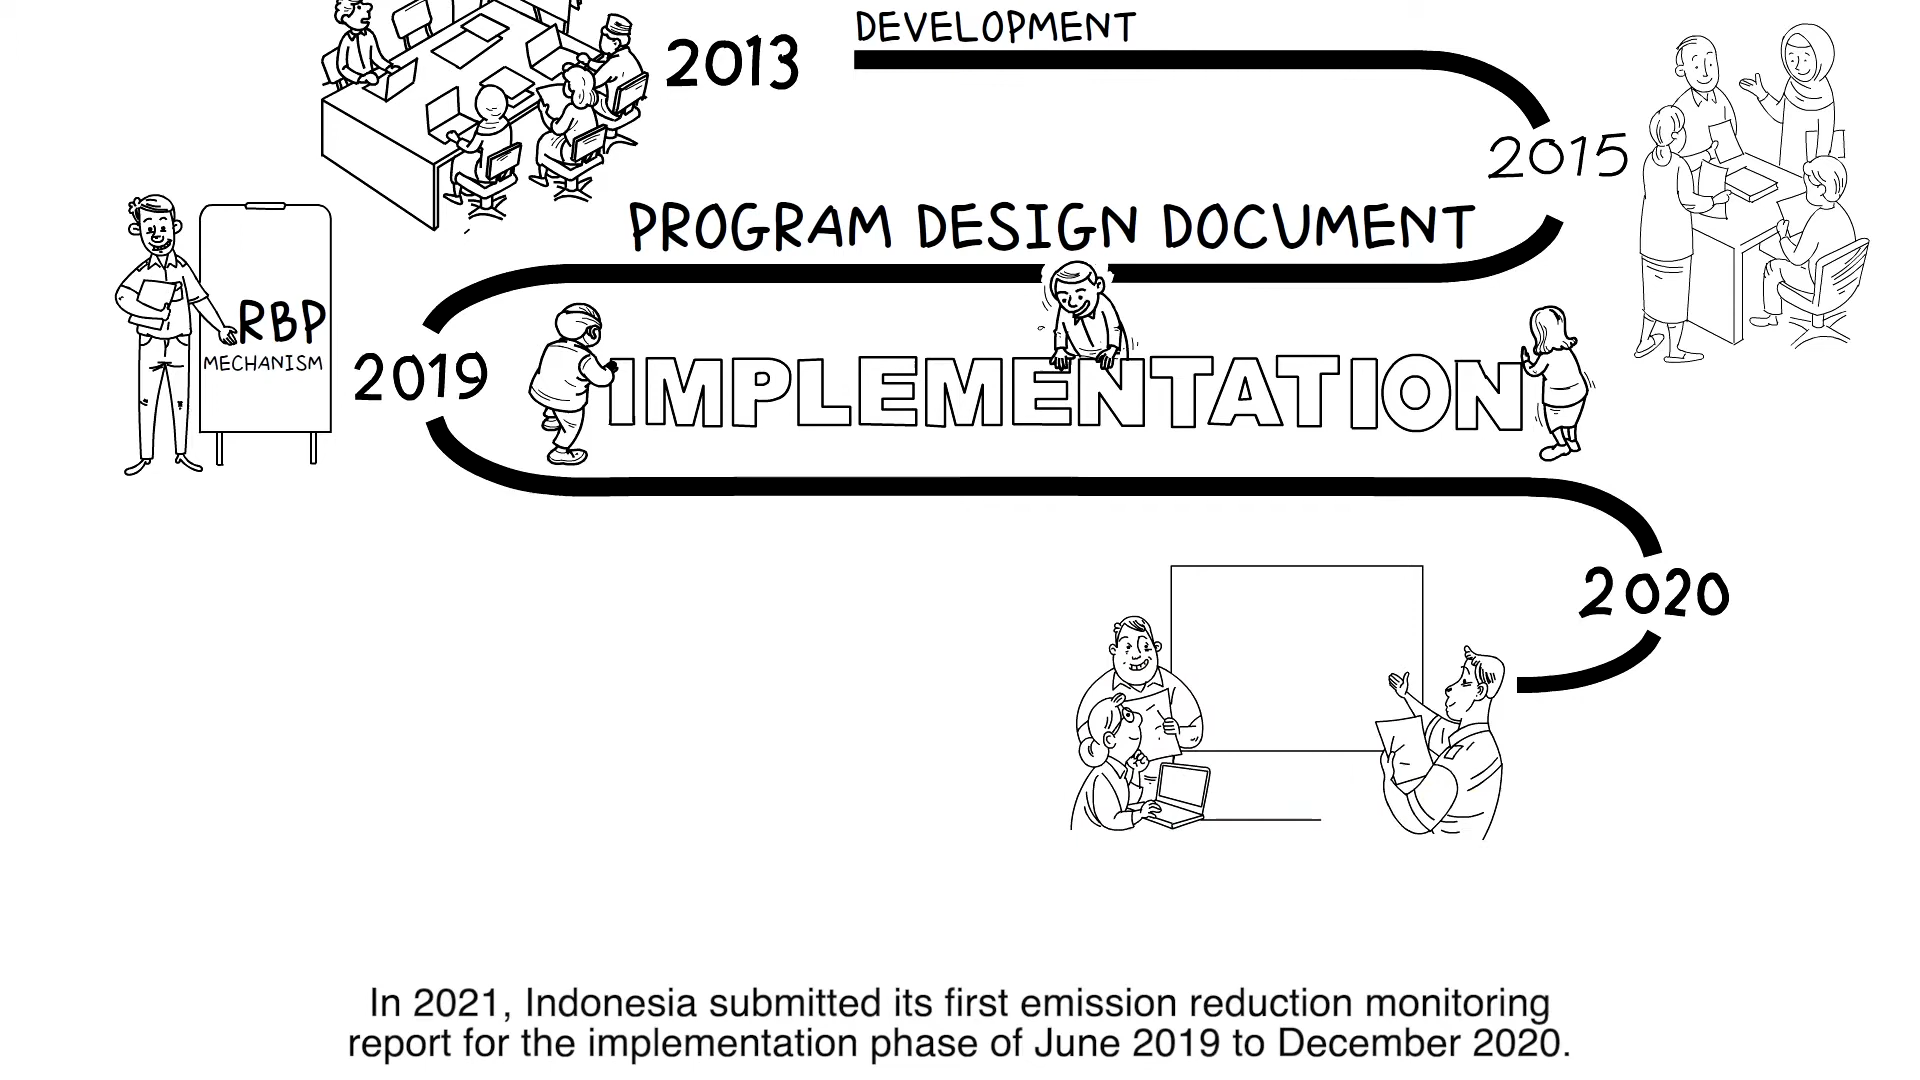 DEVELOPMENT
2013
2015
PROGRAM DESIGN DOCUMENT
RBP
MECHANISM
2019
IMPLEMENTATION
2020
In 2021, Indonesia submitted its first emission reduction monitoring
report for the implementation phase of June 2019 to December 2020.